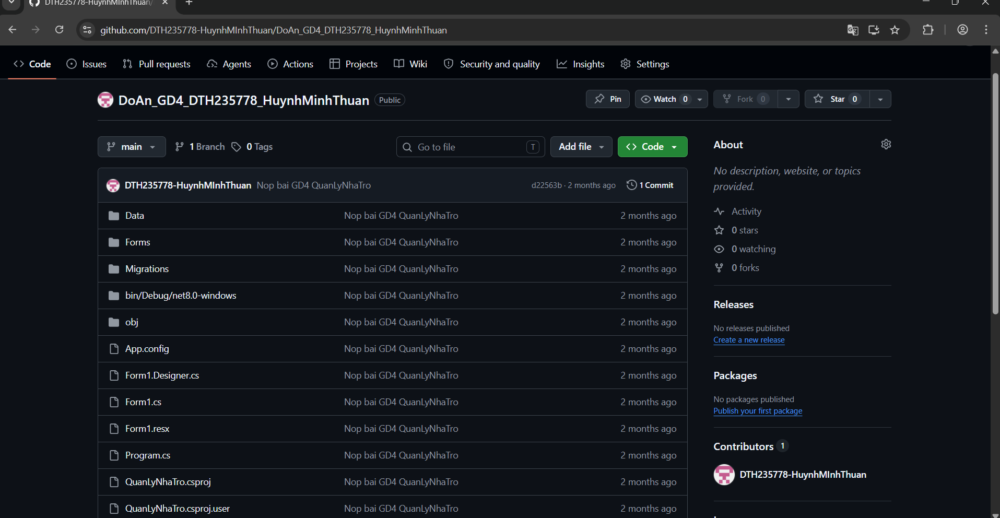 DTH235778-HuynhMInhThuan/
github.com/DTH235778-HuynhMInhThuan/DoAn_GD4_DTH235778_HuynhMinhThuan
Code Issues Pull requests Agents Actions Projects Wiki Security and quality Insights Settings
DoAn_GD4_DTH235778_HuynhMinhThuan Public Pin Watch 0 Fork 0 Star 0
main 1 Branch 0 Tags Go to file T Add file Code
DTH235778-HuynhMInhThuan Nop bai GD4 QuanLyNhaTro d22563b · 2 months ago 1 Commit
Data Nop bai GD4 QuanLyNhaTro 2 months ago
Forms Nop bai GD4 QuanLyNhaTro 2 months ago
Migrations Nop bai GD4 QuanLyNhaTro 2 months ago
bin/Debug/net8.0-windows Nop bai GD4 QuanLyNhaTro 2 months ago
obj Nop bai GD4 QuanLyNhaTro 2 months ago
App.config Nop bai GD4 QuanLyNhaTro 2 months ago
Form1.Designer.cs Nop bai GD4 QuanLyNhaTro 2 months ago
Form1.cs Nop bai GD4 QuanLyNhaTro 2 months ago
Form1.resx Nop bai GD4 QuanLyNhaTro 2 months ago
Program.cs Nop bai GD4 QuanLyNhaTro 2 months ago
QuanLyNhaTro.csproj Nop bai GD4 QuanLyNhaTro 2 months ago
QuanLyNhaTro.csproj.user Nop bai GD4 QuanLyNhaTro 2 months ago
About
No description, website, or topics
provided.
Activity
0 stars
0 watching
0 forks
Releases
No releases published
Create a new release
Packages
No packages published
Publish your first package
Contributors 1
DTH235778-HuynhMInhThuan